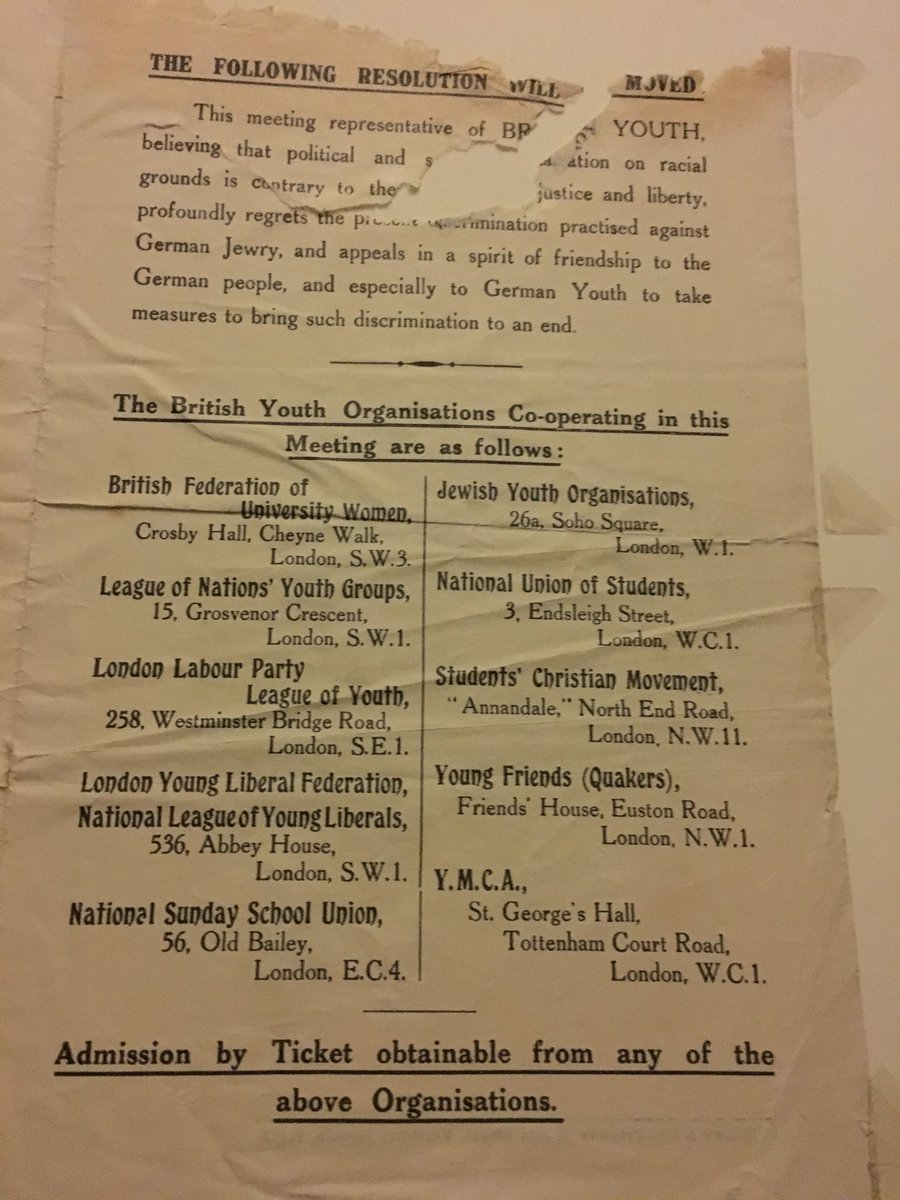 THE FOLLOWING RESOLUTION WILL MOVED.
This meeting representative of YOUTH,
believing that political and on racial
grounds is contrary to the justice and liberty,
profoundly regrets the discrimination practised against
German Jewry, and appeals in a spirit of friendship to the
German people, and especially to German Youth to take
measures to bring such discrimination to an end.
The British Youth Organisations Co-operating in this
Meeting are as follows:
British Federation of
University Women,
Crosby Hall, Cheyne Walk,
London, S.W.3.
League of Nations' Youth Groups,
15, Grosvenor Crescent,
London, S.W.1.
London Labour Party
League of Youth,
258, Westminster Bridge Road,
London, S.E.1.
London Young Liberal Federation,
National League of Young Liberals,
536, Abbey House,
London, S.W.1.
National Sunday School Union,
56, Old Bailey,
London, E.C.4.
Jewish Youth Organisations,
26a, Soho Square,
London, W.1.
National Union of Students,
3, Endsleigh Street,
London, W.C.1.
Students' Christian Movement,
"Annandale," North End Road,
London, N.W.11.
Young Friends (Quakers),
Friends' House, Euston Road,
London, N.W.1.
Y.M.C.A.,
St. George's Hall,
Tottenham Court Road,
London, W.C.1.
Admission by Ticket obtainable from any of the
above Organisations.